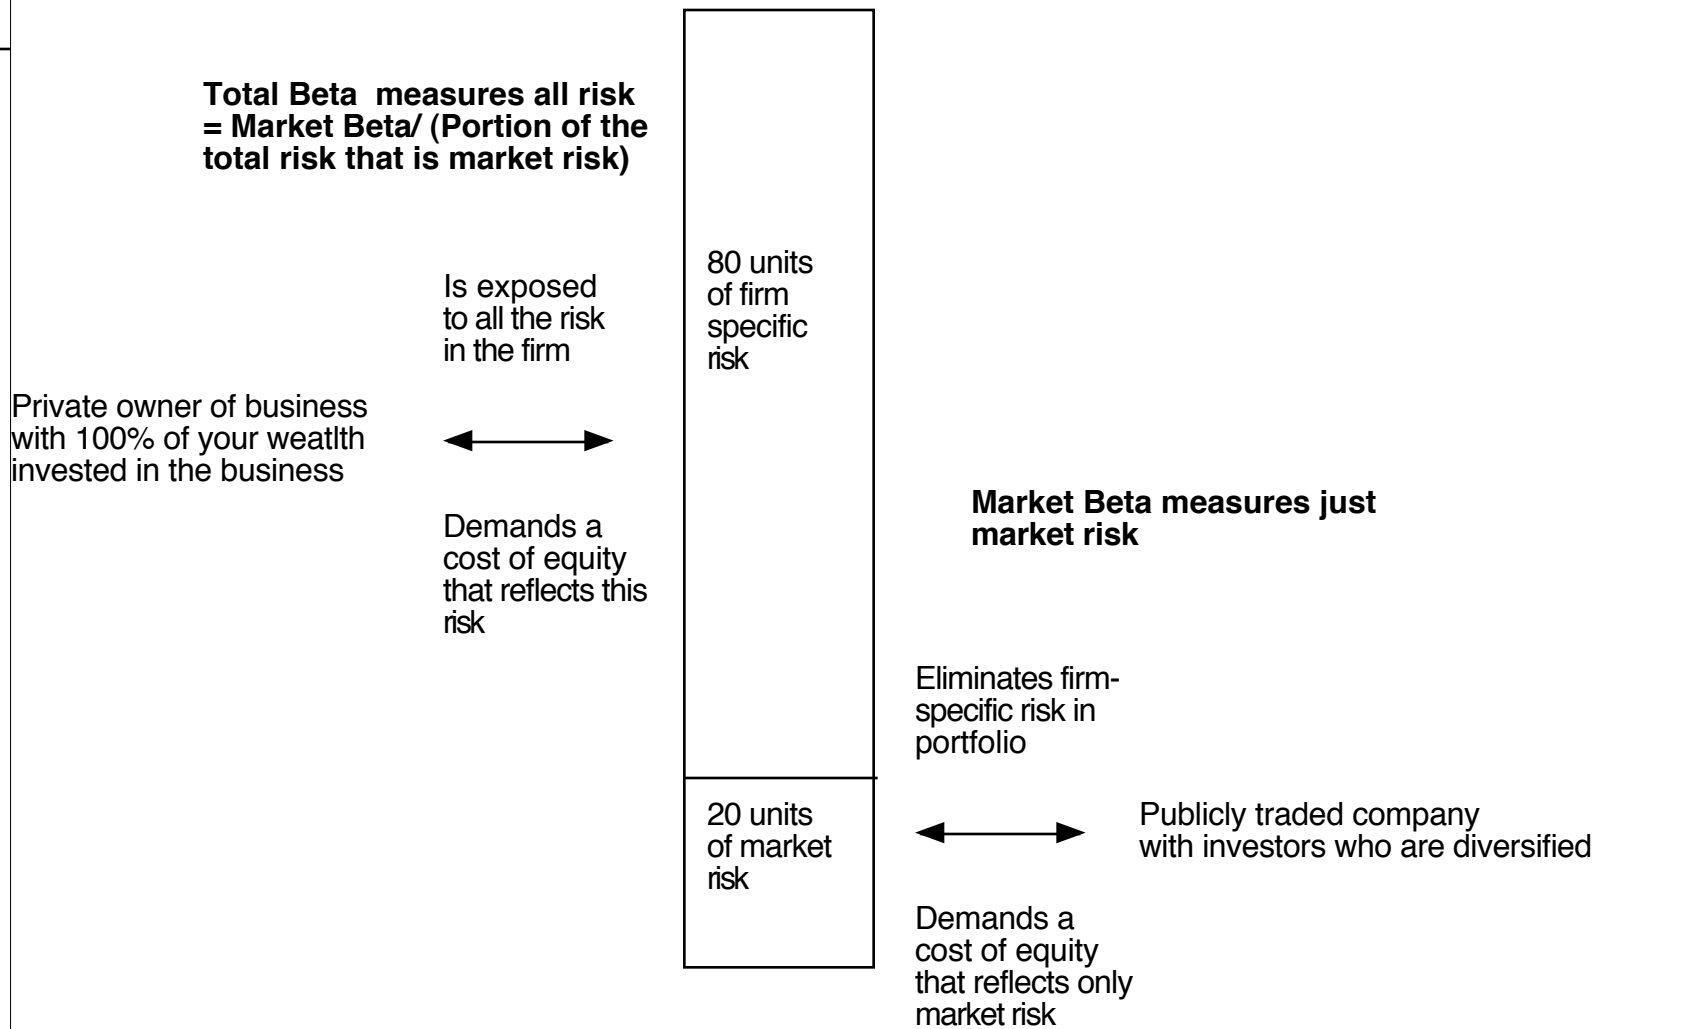 Total Beta  measures all risk
= Market Beta/ (Portion of the
total risk that is market risk)
80 units
of firm
specific
risk
Is exposed
to all the risk
in the firm
Private owner of business
with 100% of your weatlth
invested in the business
Demands a
cost of equity
that reflects this
risk
Market Beta measures just
market risk
Eliminates firm-
specific risk in
portfolio
20 units
of market
risk
Publicly traded company
with investors who are diversified
Demands a
cost of equity
that reflects only
market risk